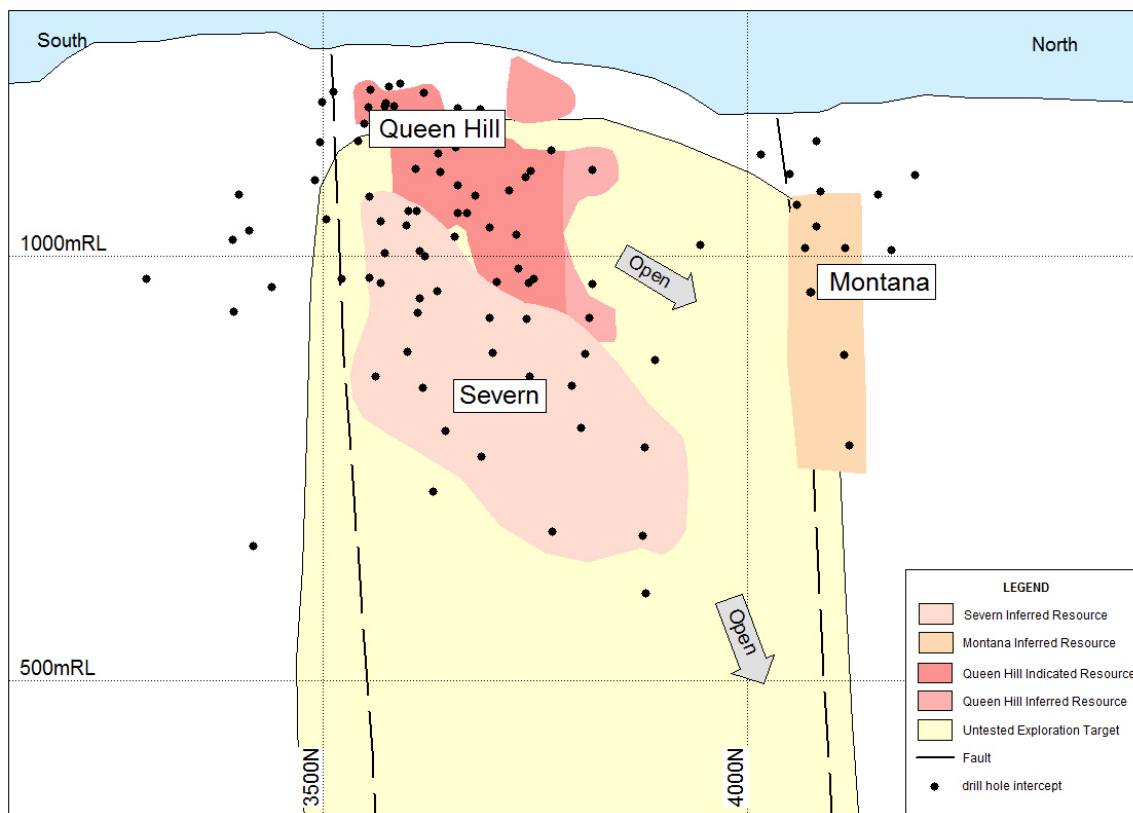 South
North
Queen Hill
1000mRL
Open
Montana
Severn
Open
500mRL
3500N
4000N
LEGEND
Severn Inferred Resource
Montana Inferred Resource
Queen Hill Indicated Resource
Queen Hill Inferred Resource
Untested Exploration Target
Fault
drill hole intercept